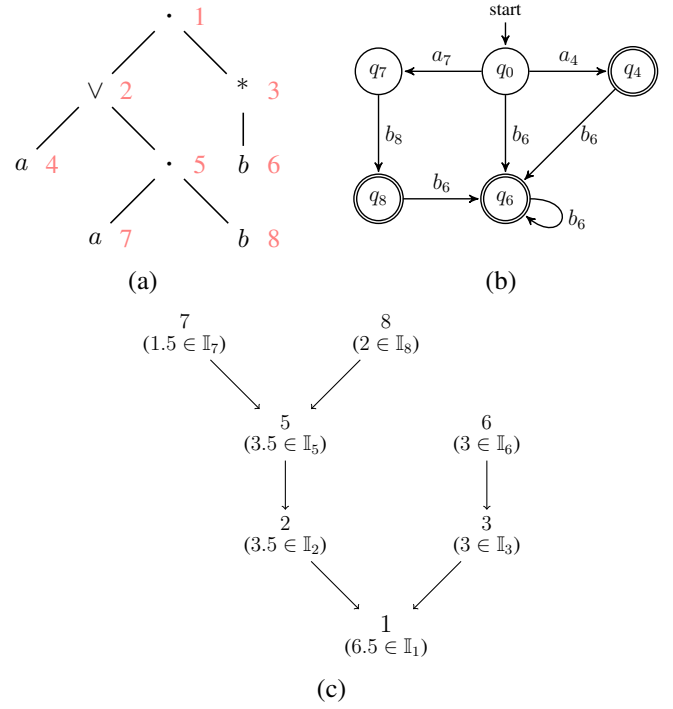 · 1
∨ 2
* 3
a 4
· 5
b 6
a 7
b 8
(a)
start
q₇
a₇
q₀
a₄
q₄
b₈
b₆
b₆
q₈
b₆
q₆
b₆
(b)
7
(1.5 ∈ 𝕀₇)
8
(2 ∈ 𝕀₈)
5
(3.5 ∈ 𝕀₅)
6
(3 ∈ 𝕀₆)
2
(3.5 ∈ 𝕀₂)
3
(3 ∈ 𝕀₃)
1
(6.5 ∈ 𝕀₁)
(c)